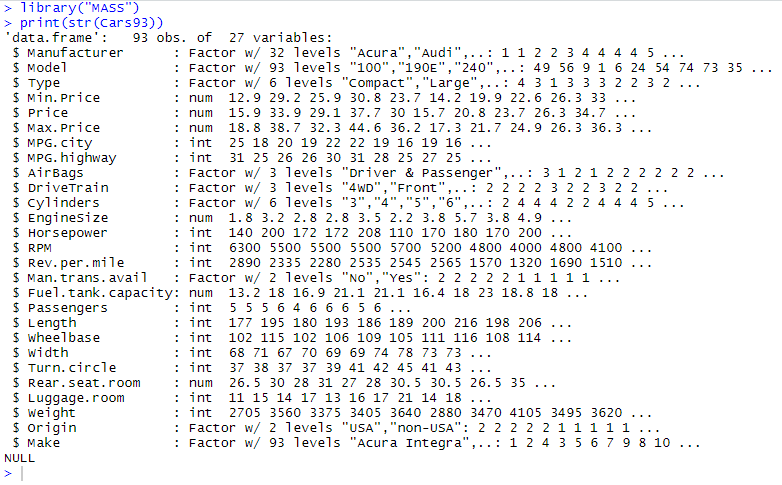 > library("MASS")
> print(str(Cars93))
'data.frame':   93 obs. of  27 variables:
 $ Manufacturer      : Factor w/ 32 levels "Acura","Audi",..: 1 1 2 2 3 4 4 4 4 5 ...
 $ Model             : Factor w/ 93 levels "100","190E","240",..: 49 56 9 1 6 24 54 74 73 35 ...
 $ Type              : Factor w/ 6 levels "Compact","Large",..: 4 3 1 3 3 3 2 2 3 2 ...
 $ Min.Price         : num  12.9 29.2 25.9 30.8 23.7 14.2 19.9 22.6 26.3 33 ...
 $ Price             : num  15.9 33.9 29.1 37.7 30 15.7 20.8 23.7 26.3 34.7 ...
 $ Max.Price         : num  18.8 38.7 32.3 44.6 36.2 17.3 21.7 24.9 26.3 36.3 ...
 $ MPG.city          : int  25 18 20 19 22 22 19 16 19 16 ...
 $ MPG.highway       : int  31 25 26 26 30 31 28 25 27 25 ...
 $ AirBags           : Factor w/ 3 levels "Driver & Passenger",..: 3 1 2 1 2 2 2 2 2 2 ...
 $ DriveTrain        : Factor w/ 3 levels "4WD","Front",..: 2 2 2 2 3 2 2 3 2 2 ...
 $ Cylinders         : Factor w/ 6 levels "3","4","5","6",..: 2 4 4 4 2 2 4 4 4 5 ...
 $ EngineSize        : num  1.8 3.2 2.8 2.8 3.5 2.2 3.8 5.7 3.8 4.9 ...
 $ Horsepower        : int  140 200 172 172 208 110 170 180 170 200 ...
 $ RPM               : int  6300 5500 5500 5500 5700 5200 4800 4000 4800 4100 ...
 $ Rev.per.mile      : int  2890 2335 2280 2535 2545 2565 1570 1320 1690 1510 ...
 $ Man.trans.avail   : Factor w/ 2 levels "No","Yes": 2 2 2 2 2 1 1 1 1 1 ...
 $ Fuel.tank.capacity: num  13.2 18 16.9 21.1 21.1 16.4 18 23 18.8 18 ...
 $ Passengers        : int  5 5 5 6 4 6 6 6 5 6 ...
 $ Length            : int  177 195 180 193 186 189 200 216 198 206 ...
 $ Wheelbase         : int  102 115 102 106 109 105 111 116 108 114 ...
 $ Width             : int  68 71 67 70 69 69 74 78 73 73 ...
 $ Turn.circle       : int  37 38 37 37 39 41 42 45 41 43 ...
 $ Rear.seat.room    : num  26.5 30 28 31 27 28 30.5 30.5 26.5 35 ...
 $ Luggage.room      : int  11 15 14 17 13 16 17 21 14 18 ...
 $ Weight            : int  2705 3560 3375 3405 3640 2880 3470 4105 3495 3620 ...
 $ Origin            : Factor w/ 2 levels "USA","non-USA": 2 2 2 2 2 1 1 1 1 1 ...
 $ Make              : Factor w/ 93 levels "Acura Integra",..: 1 2 4 3 5 6 7 9 8 10 ...
NULL
>